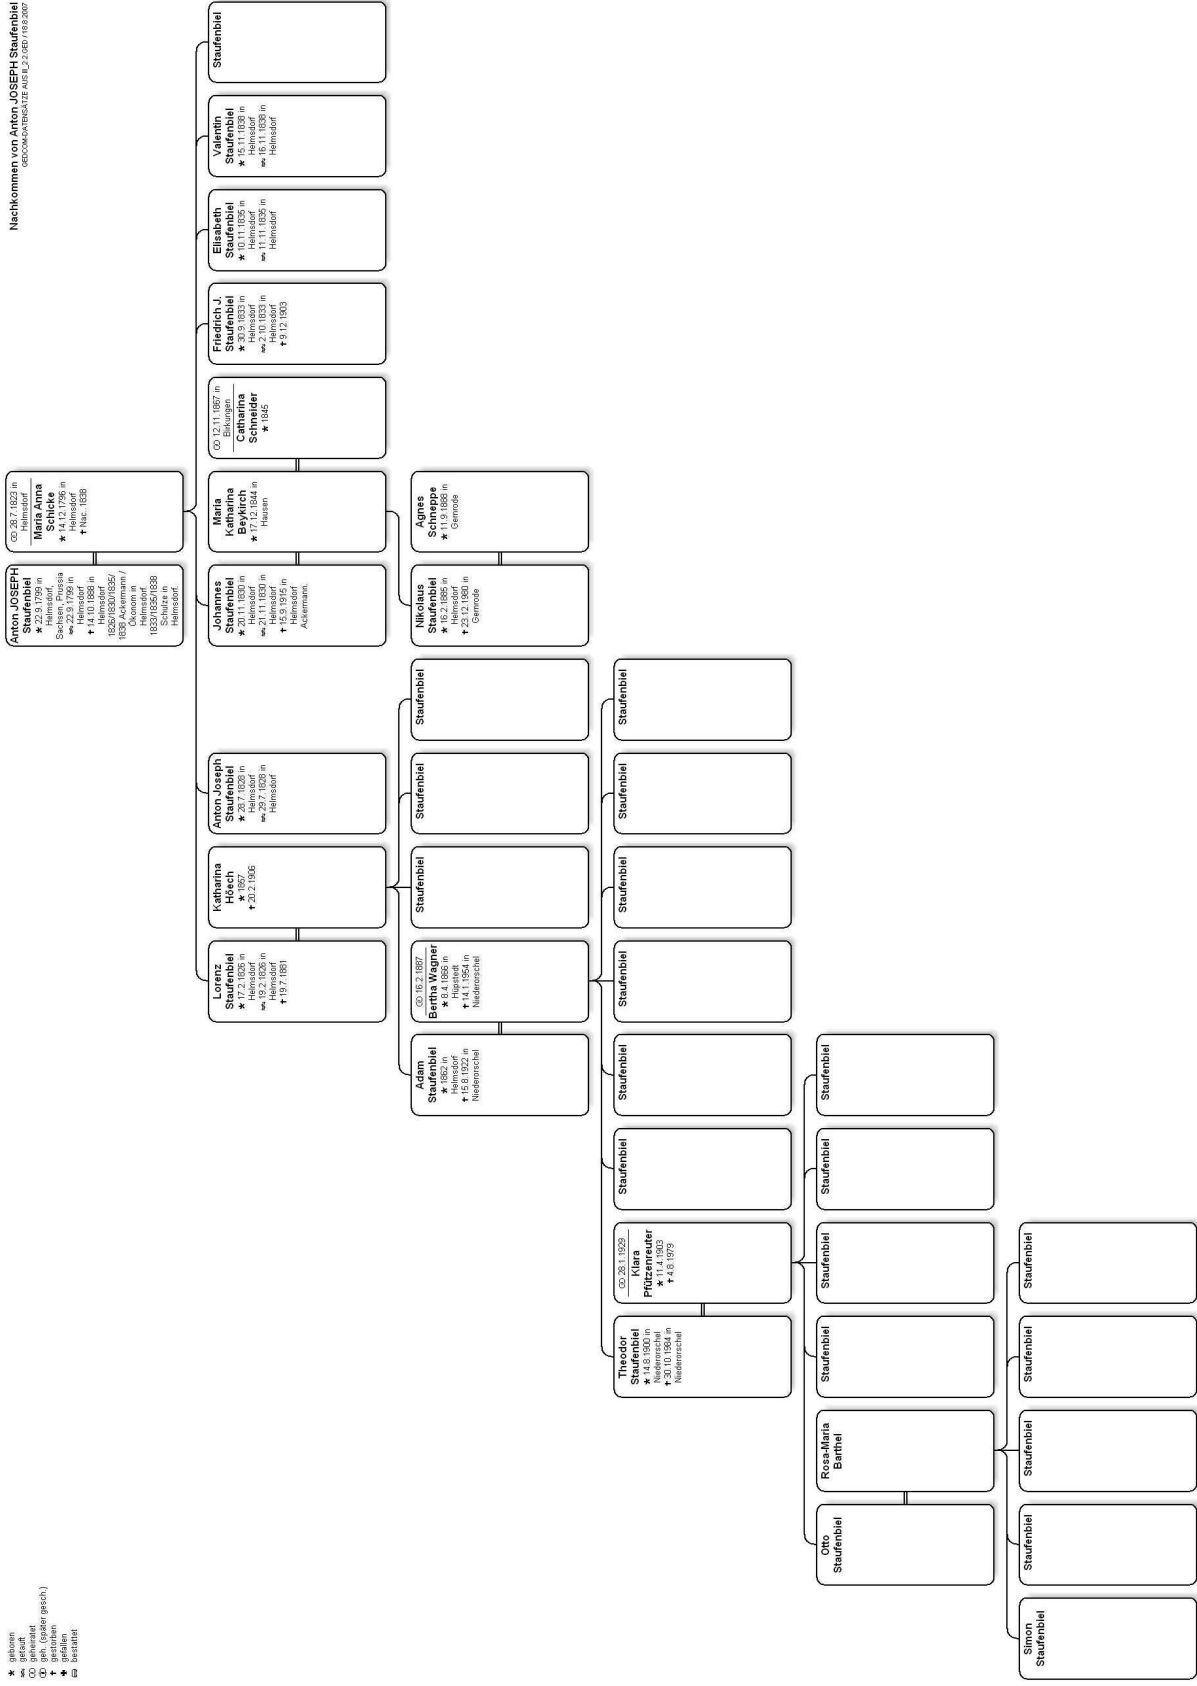 Nachkommen von Anton JOSEPH Staufenbiel
GEDCOM-DATENSÄTZE AUS III_2.2.GED / 18.8.2007
★ geboren
getauft
geheiratet
geh. (später gesch.)
† gestorben
gefallen
bestattet
Anton JOSEPH
Staufenbiel
★ 22.9.1799 in
Helmsdorf,
Sachsen, Prussia
22.9.1799 in
Helmsdorf
† 14.10.1888 in
Helmsdorf
1826/1830/1835/
1838 Ackermann /
Ökonom in
Helmsdorf.
1833/1835/1838
Schulze in
Helmsdorf.
28.7.1823 in
Helmsdorf
Maria Anna
Schicke
★ 14.12.1796 in
Helmsdorf
† Nac. 1838
Lorenz
Staufenbiel
★ 17.2.1826 in
Helmsdorf
19.2.1826 in
Helmsdorf
† 19.7.1881
Katharina
Höech
★ 1857
† 20.2.1906
Anton Joseph
Staufenbiel
★ 28.7.1828 in
Helmsdorf
29.7.1828 in
Helmsdorf
Johannes
Staufenbiel
★ 20.11.1830 in
Helmsdorf
21.11.1830 in
Helmsdorf
† 15.9.1915 in
Helmsdorf
Ackermann.
Maria
Katharina
Beykirch
★ 17.12.1844 in
Hausen
12.11.1867 in
Birkungen
Catharina
Schneider
★ 1845
Friedrich J.
Staufenbiel
★ 30.9.1833 in
Helmsdorf
2.10.1833 in
Helmsdorf
† 9.12.1903
Elisabeth
Staufenbiel
★ 10.11.1835 in
Helmsdorf
11.11.1835 in
Helmsdorf
Valentin
Staufenbiel
★ 15.11.1838 in
Helmsdorf
16.11.1838 in
Helmsdorf
Staufenbiel
Adam
Staufenbiel
★ 1862 in
Helmsdorf
† 15.8.1922 in
Niederorschel
16.2.1887
Bertha Wagner
★ 8.4.1866 in
Hüpstedt
† 14.1.1954 in
Niederorschel
Staufenbiel
Staufenbiel
Staufenbiel
Nikolaus
Staufenbiel
★ 16.2.1885 in
Helmsdorf
† 23.12.1980 in
Gernrode
Agnes
Schneppe
★ 11.9.1888 in
Gernrode
Theodor
Staufenbiel
★ 14.8.1900 in
Niederorschel
† 30.10.1984 in
Niederorschel
28.1.1929
Klara
Pfützenreuter
★ 11.4.1903
† 4.8.1979
Staufenbiel
Staufenbiel
Staufenbiel
Staufenbiel
Staufenbiel
Staufenbiel
Otto
Staufenbiel
Rosa-Maria
Barthel
Staufenbiel
Staufenbiel
Staufenbiel
Staufenbiel
Simon
Staufenbiel
Staufenbiel
Staufenbiel
Staufenbiel
Staufenbiel